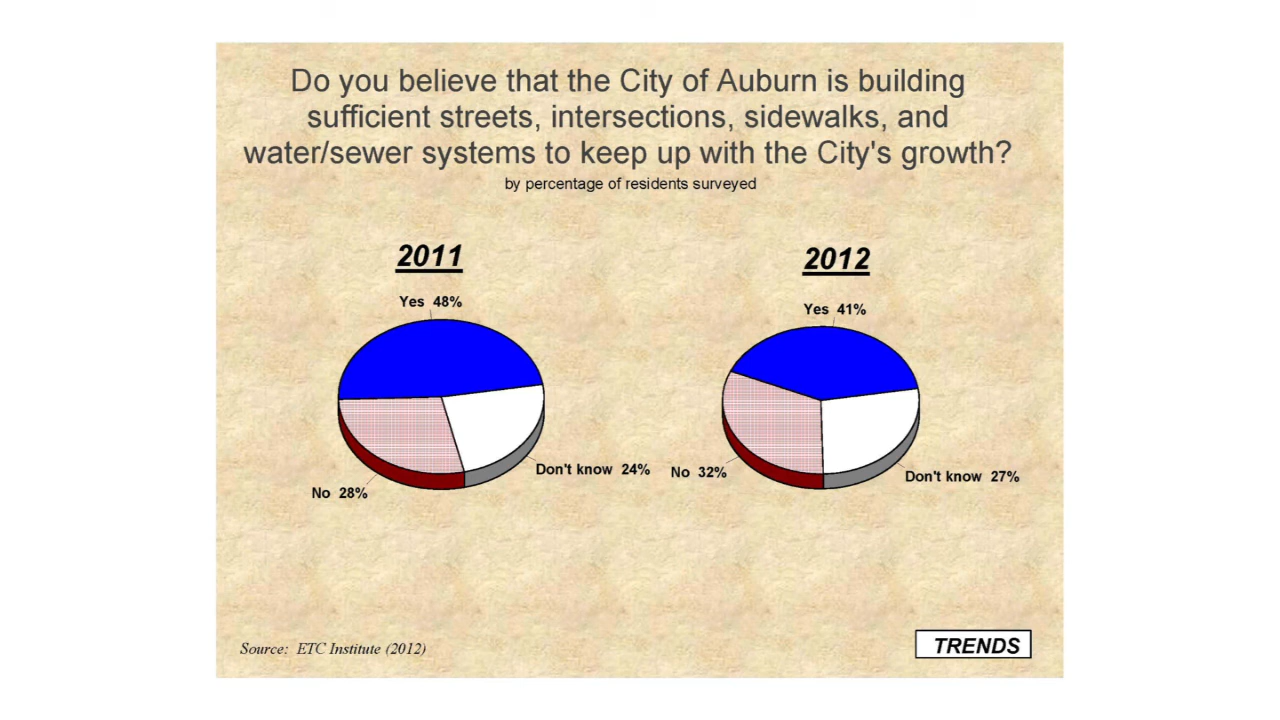 Do you believe that the City of Auburn is building
sufficient streets, intersections, sidewalks, and
water/sewer systems to keep up with the City's growth?
by percentage of residents surveyed
2011
2012
Yes 48%
Yes 41%
Don't know 24%
No 28%
No 32%
Don't know 27%
Source: ETC Institute (2012)
TRENDS